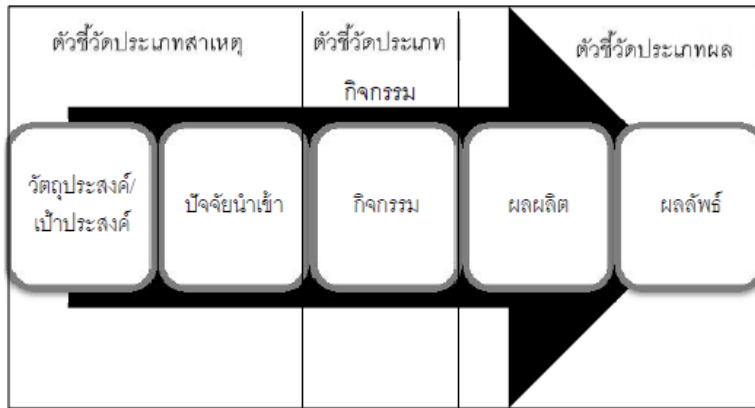 ตัวชี้วัดประเภทสาเหตุ
ตัวชี้วัดประเภท
กิจกรรม
ตัวชี้วัดประเภทผล
วัตถุประสงค์/
เป้าประสงค์
ปัจจัยนำเข้า
กิจกรรม
ผลผลิต
ผลลัพธ์